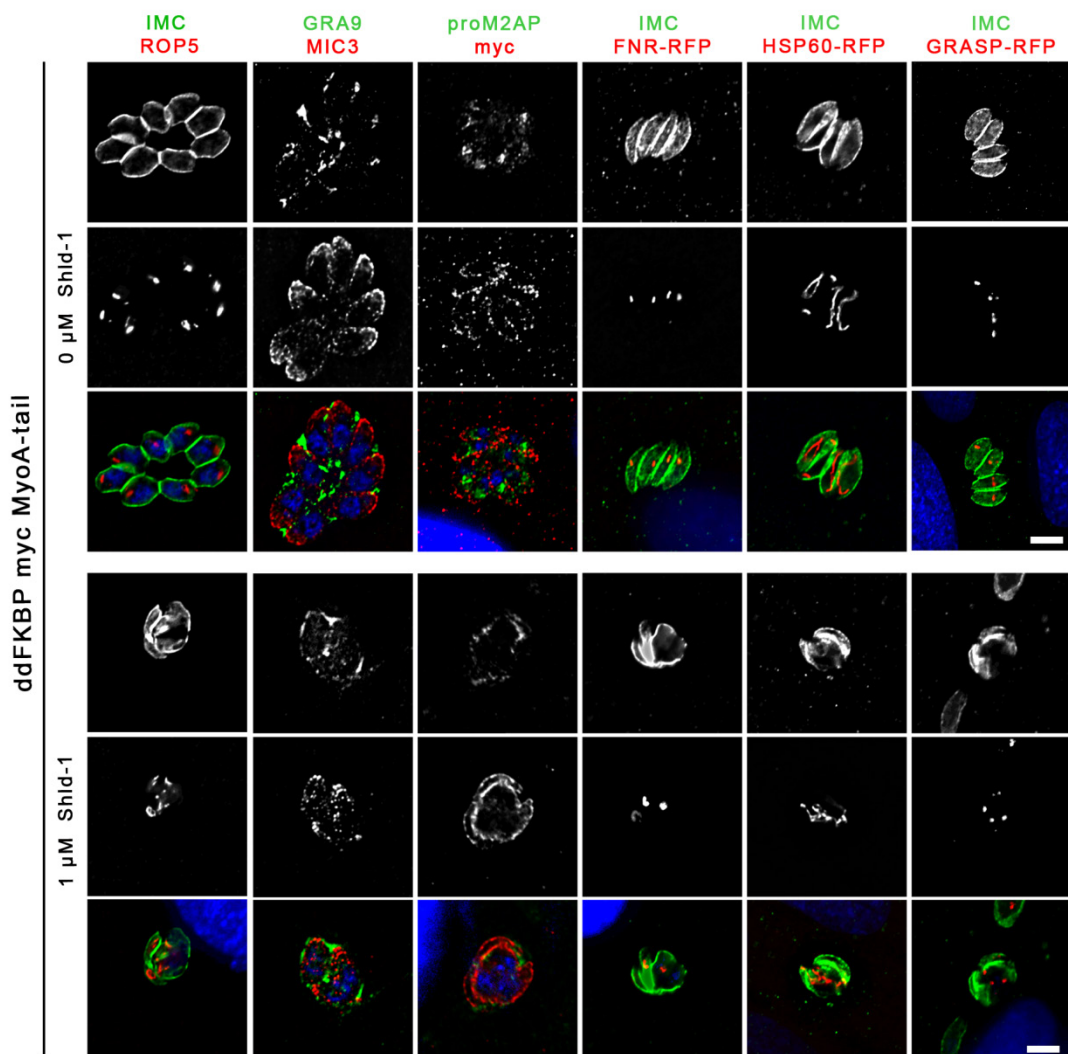 IMC GRA9 proM2AP IMC IMC IMC
ROP5 MIC3 myc FNR-RFP HSP60-RFP GRASP-RFP
ddFKBP myc MyoA-tail
0 µM Shld-1
1 µM Shld-1